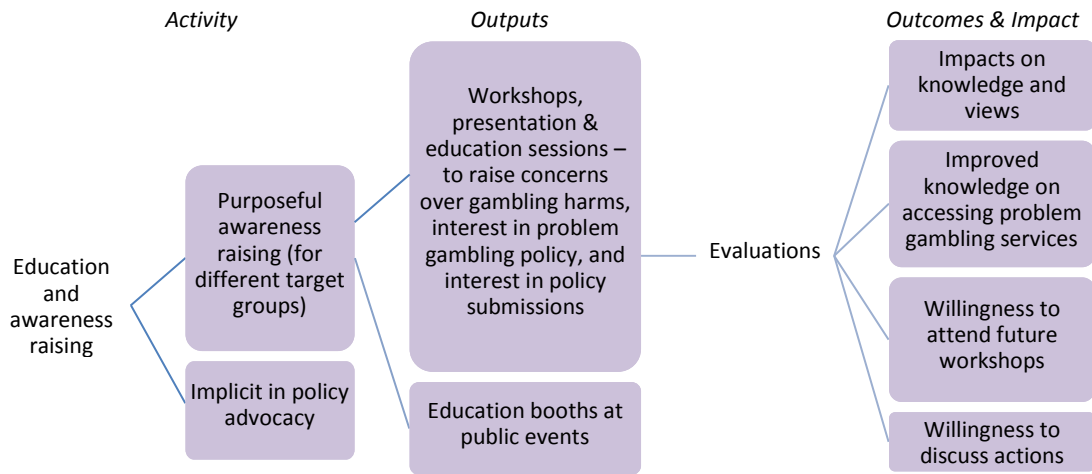 Activity
Outputs
Outcomes & Impact
Education
and
awareness
raising
Purposeful
awareness
raising (for
different target
groups)
Implicit in policy
advocacy
Workshops,
presentation &
education sessions –
to raise concerns
over gambling harms,
interest in problem
gambling policy, and
interest in policy
submissions
Education booths at
public events
Evaluations
Impacts on
knowledge and
views
Improved
knowledge on
accessing problem
gambling services
Willingness to
attend future
workshops
Willingness to
discuss actions